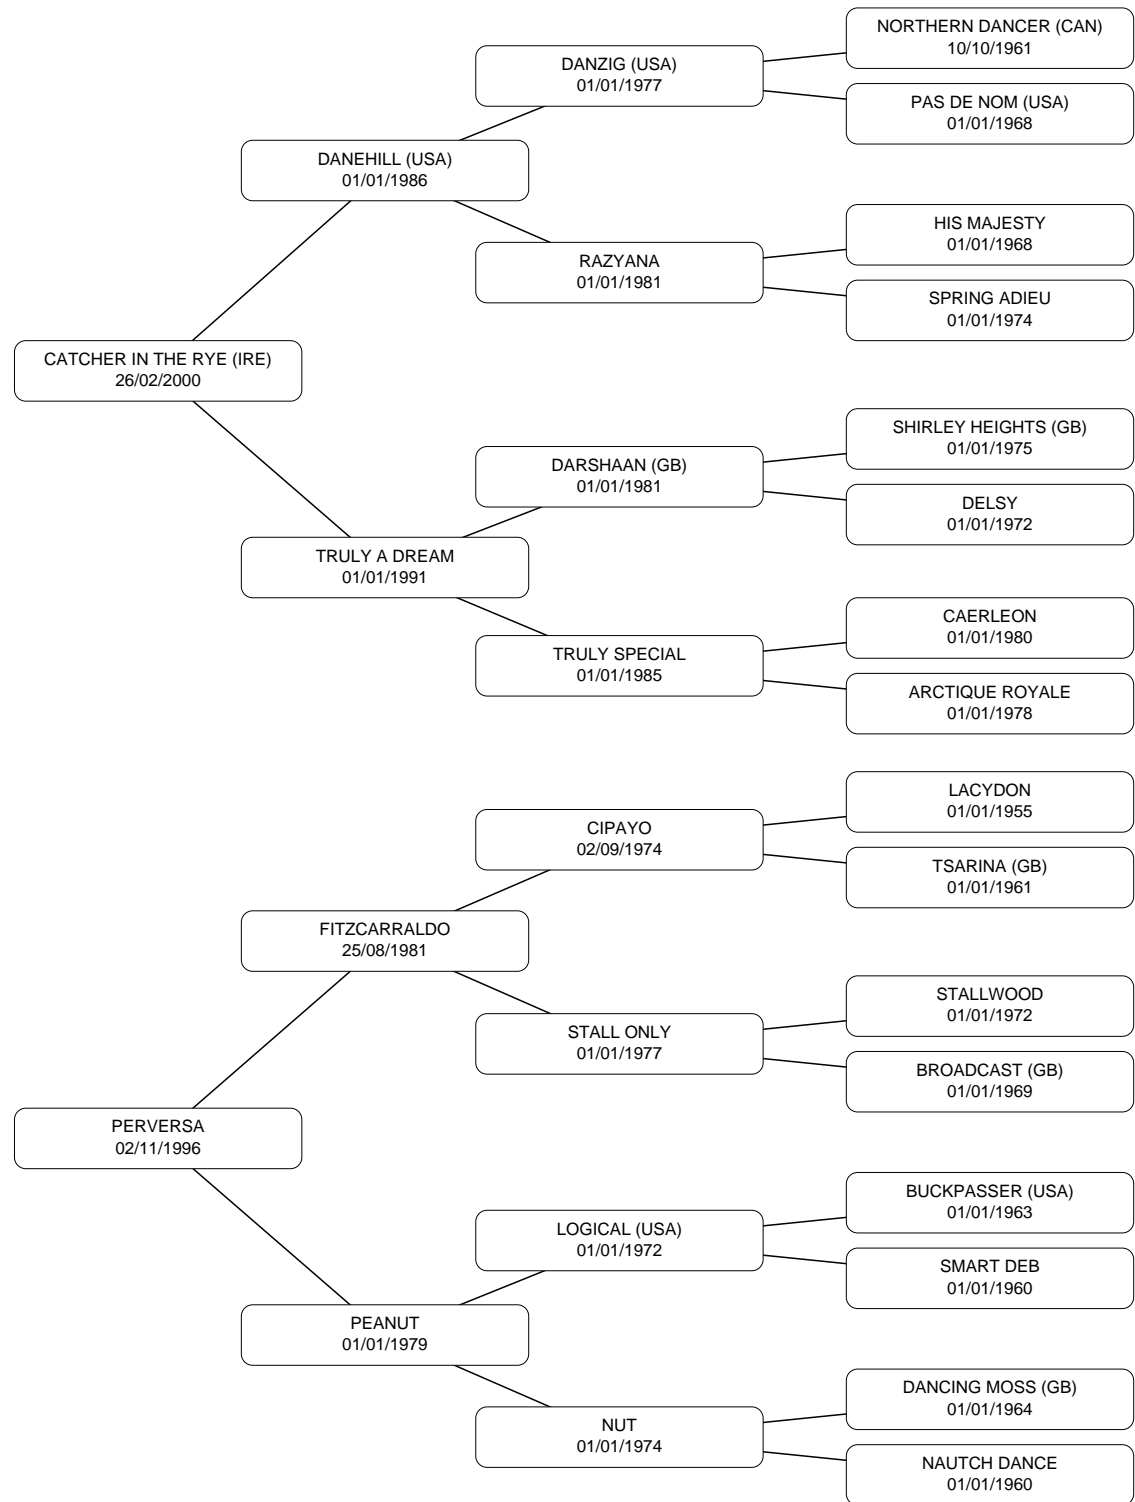 NORTHERN DANCER (CAN)
10/10/1961
DANZIG (USA)
01/01/1977
PAS DE NOM (USA)
01/01/1968
DANEHILL (USA)
01/01/1986
HIS MAJESTY
01/01/1968
RAZYANA
01/01/1981
SPRING ADIEU
01/01/1974
CATCHER IN THE RYE (IRE)
26/02/2000
SHIRLEY HEIGHTS (GB)
01/01/1975
DARSHAAN (GB)
01/01/1981
DELSY
01/01/1972
TRULY A DREAM
01/01/1991
CAERLEON
01/01/1980
TRULY SPECIAL
01/01/1985
ARCTIQUE ROYALE
01/01/1978
LACYDON
01/01/1955
CIPAYO
02/09/1974
TSARINA (GB)
01/01/1961
FITZCARRALDO
25/08/1981
STALLWOOD
01/01/1972
STALL ONLY
01/01/1977
BROADCAST (GB)
01/01/1969
PERVERSA
02/11/1996
BUCKPASSER (USA)
01/01/1963
LOGICAL (USA)
01/01/1972
SMART DEB
01/01/1960
PEANUT
01/01/1979
DANCING MOSS (GB)
01/01/1964
NUT
01/01/1974
NAUTCH DANCE
01/01/1960